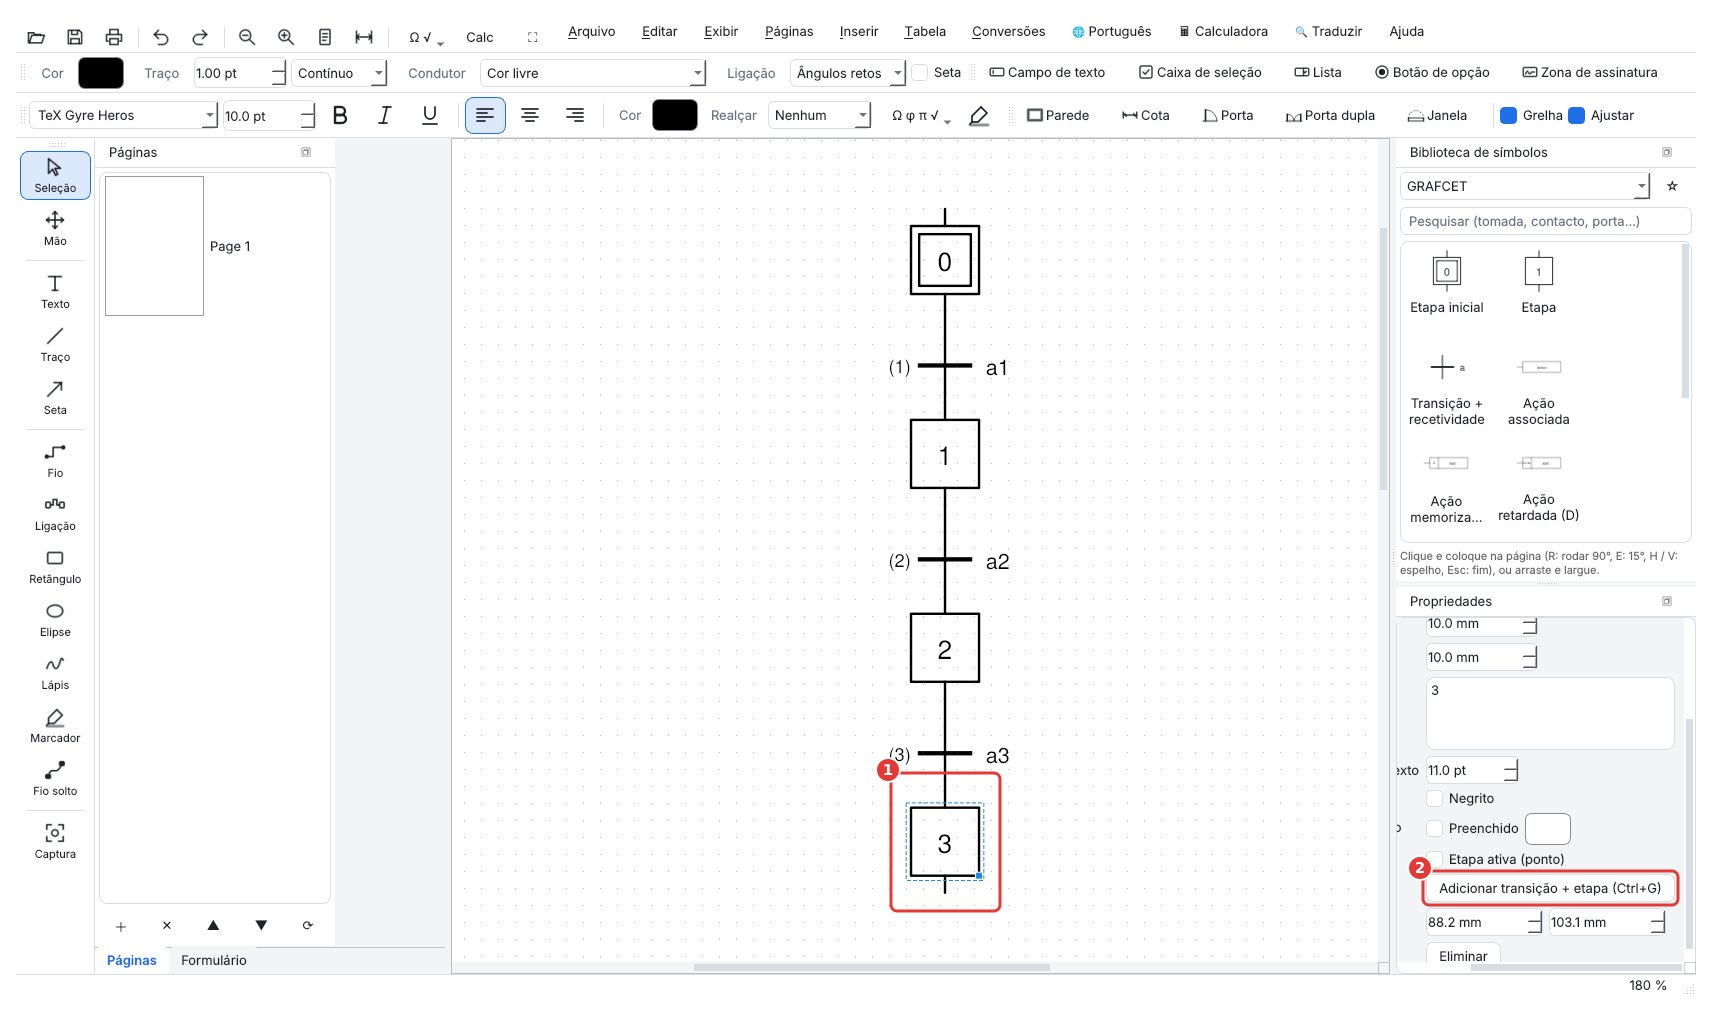 Ω √
Calc
Arquivo
Editar
Exibir
Páginas
Inserir
Tabela
Conversões
Português
Calculadora
Traduzir
Ajuda
Cor
Traço
1.00 pt
Contínuo
Condutor
Cor livre
Ligação
Ângulos retos
Seta
Campo de texto
Caixa de seleção
Lista
Botão de opção
Zona de assinatura
TeX Gyre Heros
10.0 pt
B I U
Cor
Realçar
Nenhum
Ω φ π √
Parede
Cota
Porta
Porta dupla
Janela
Grelha
Ajustar
Seleção
Mão
Texto
Traço
Seta
Fio
Ligação
Retângulo
Elipse
Lápis
Marcador
Fio solto
Captura
Páginas
Page 1
Páginas
Formulário
0
(1) a1
1
(2) a2
2
(3) a3
1
3
Biblioteca de símbolos
GRAFCET
Pesquisar (tomada, contacto, porta...)
0
1
Etapa inicial
Etapa
a
Transição +
recetividade
Ação
associada
Ação
memoriza...
Ação
retardada (D)
Clique e coloque na página (R: rodar 90°, E: 15°, H / V:
espelho, Esc: fim), ou arraste e largue.
Propriedades
10.0 mm
10.0 mm
3
exto
11.0 pt
Negrito
Preenchido
Etapa ativa (ponto)
2
Adicionar transição + etapa (Ctrl+G)
88.2 mm
103.1 mm
Eliminar
180 %